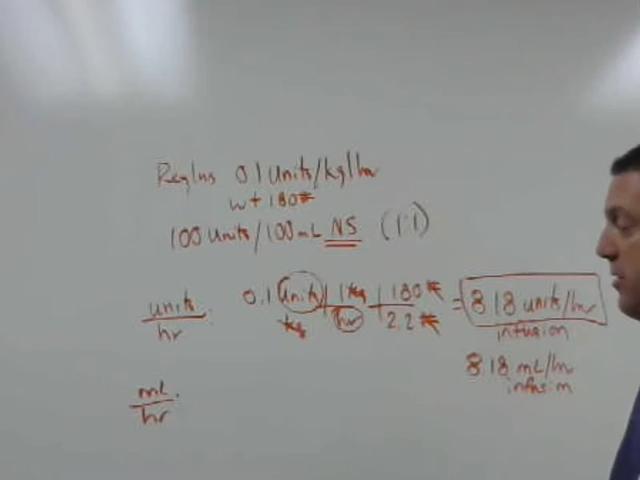 Reg Ins 0.1 units/kg/hr
wt 180#
100 units/100 mL NS (1:1)
units/hr: 0.1 units/kg | 1 kg/hr | 180 #/2.2 # = 8.18 units/hr
infusion
8.18 mL/hr
infusion
mL/hr: